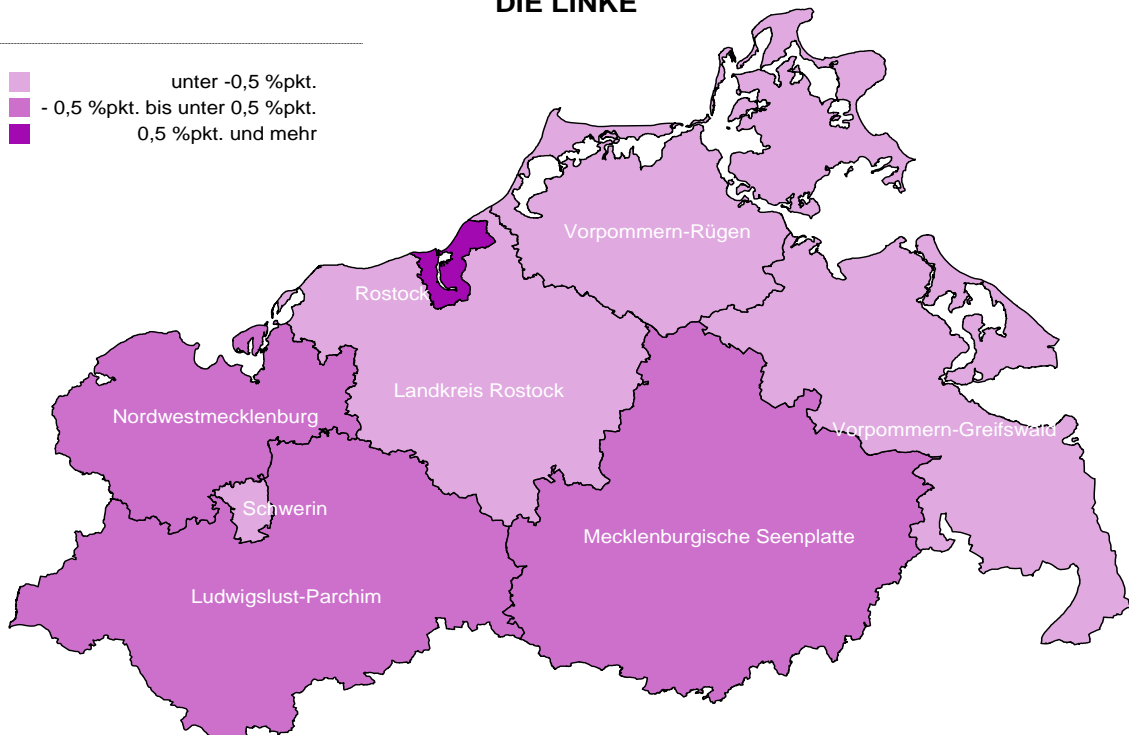 DIE LINKE
unter -0,5 %pkt.
- 0,5 %pkt. bis unter 0,5 %pkt.
0,5 %pkt. und mehr
Vorpommern-Rügen
Rostock
Landkreis Rostock
Nordwestmecklenburg
Vorpommern-Greifswald
Schwerin
Mecklenburgische Seenplatte
Ludwigslust-Parchim